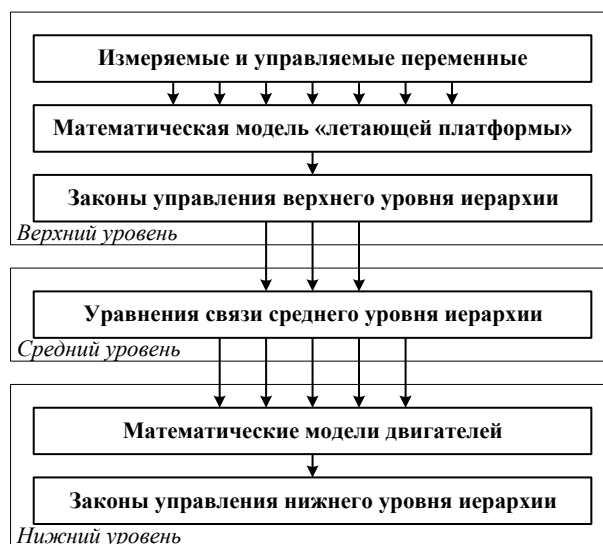 Измеряемые и управляемые переменные
Математическая модель «летающей платформы»
Законы управления верхнего уровня иерархии
Верхний уровень
Уравнения связи среднего уровня иерархии
Средний уровень
Математические модели двигателей
Законы управления нижнего уровня иерархии
Нижний уровень